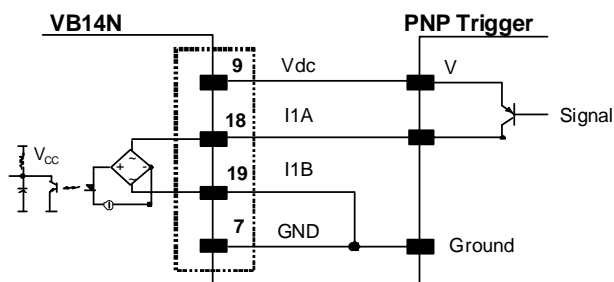 VB14N PNP Trigger
9 Vdc V
18 I1A Signal
VCC
19 I1B
7 GND Ground